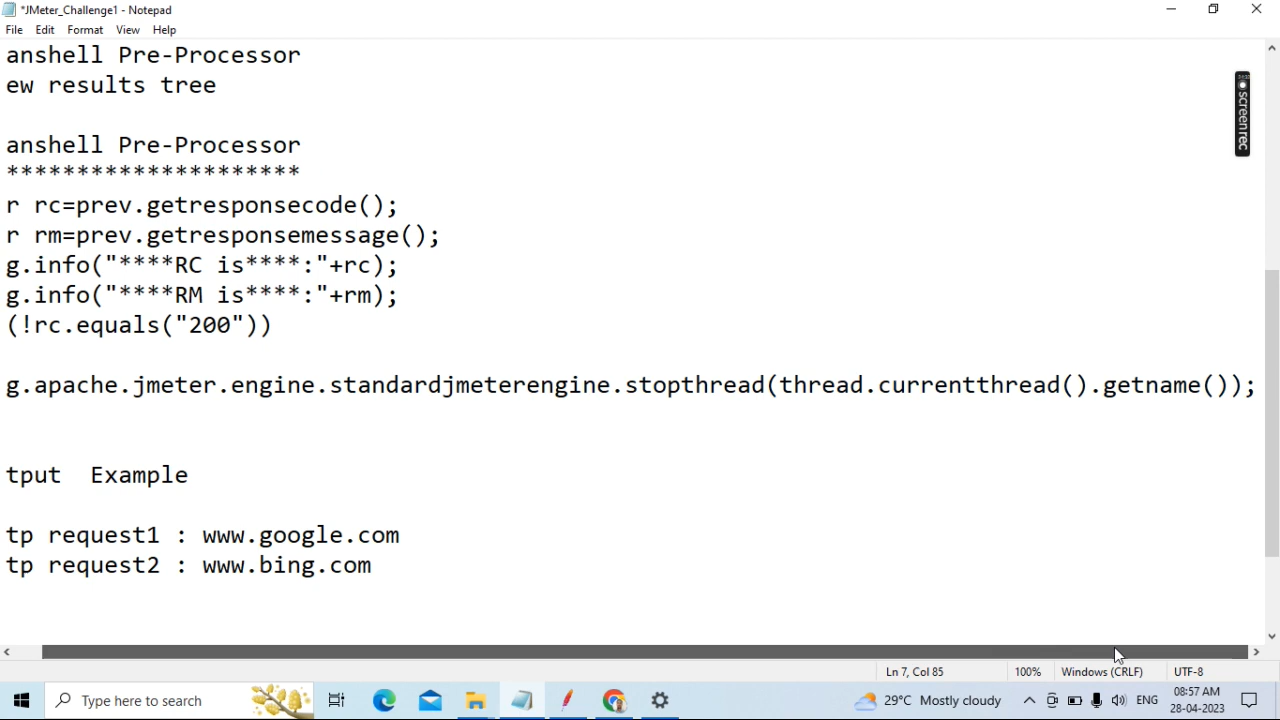 *JMeter_Challenge1 - Notepad
File Edit Format View Help
anshell Pre-Processor
ew results tree
anshell Pre-Processor
*********************
r rc=prev.getresponsecode();
r rm=prev.getresponsemessage();
g.info("****RC is****:"+rc);
g.info("****RM is****:"+rm);
(!rc.equals("200"))
g.apache.jmeter.engine.standardjmeterengine.stopthread(thread.currentthread().getname());
tput  Example
tp request1 : www.google.com
tp request2 : www.bing.com
screenrec
Ln 7, Col 85 100% Windows (CRLF) UTF-8
Type here to search
29°C Mostly cloudy
ENG
08:57 AM
28-04-2023